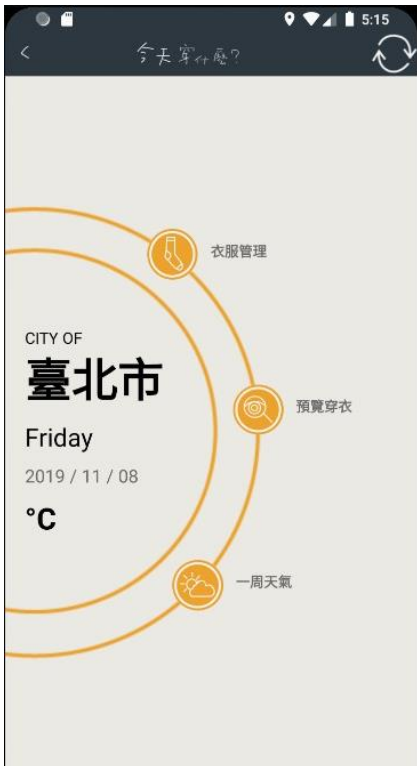 5:15
今天穿什麼?
衣服管理
CITY OF
臺北市
預覽穿衣
Friday
2019 / 11 / 08
°C
一周天氣